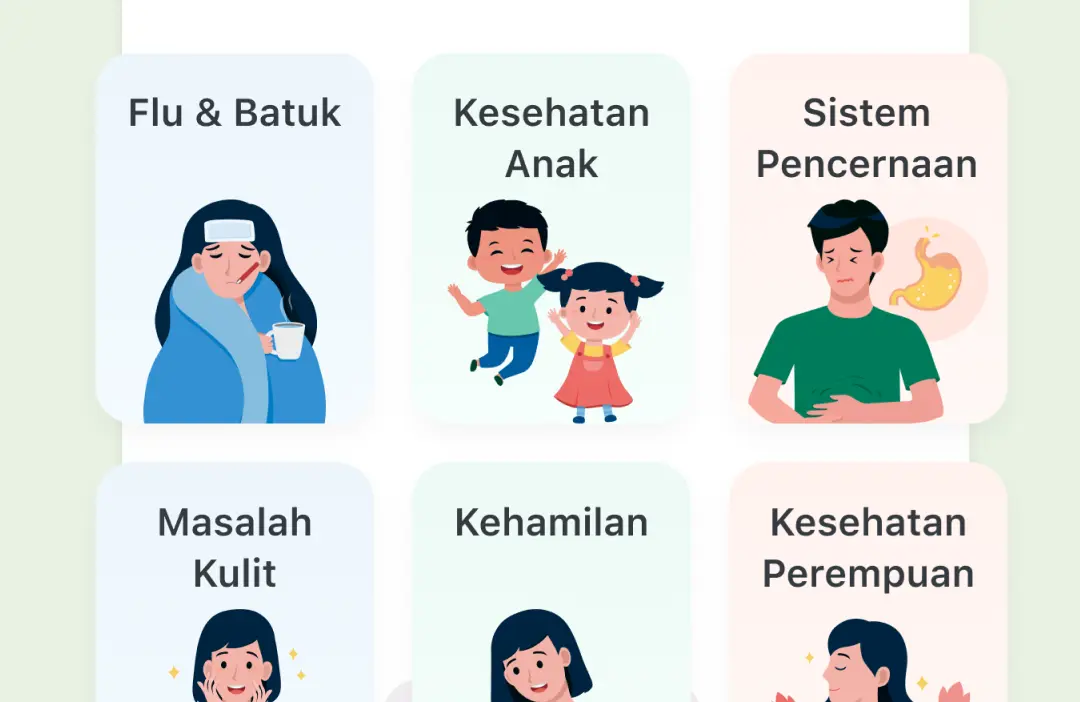 Flu & Batuk
Kesehatan
Anak
Sistem
Pencernaan
Masalah
Kulit
Kehamilan
Kesehatan
Perempuan